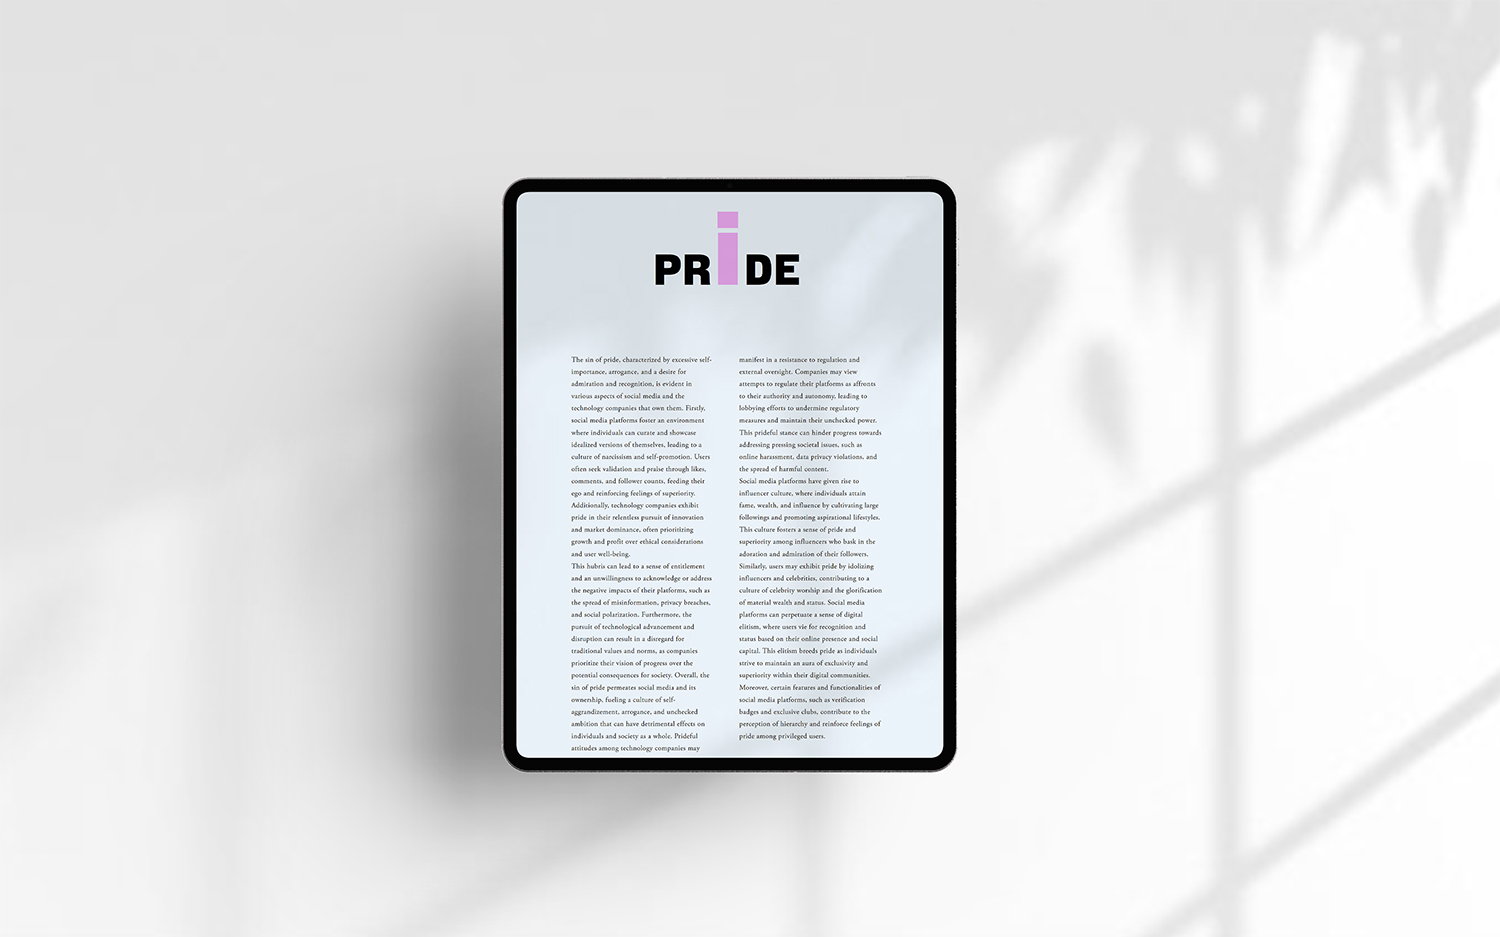 PRiDE
The sin of pride, characterized by excessive self-
importance, arrogance, and a desire for
admiration and recognition, is evident in
various aspects of social media and the
technology companies that own them. Firstly,
social media platforms foster an environment
where individuals can curate and showcase
idealized versions of themselves, leading to a
culture of narcissism and self-promotion. Users
often seek validation and praise through likes,
comments, and follower counts, feeding their
ego and reinforcing feelings of superiority.
Additionally, technology companies exhibit
pride in their relentless pursuit of innovation
and market dominance, often prioritizing
growth and profit over ethical considerations
and user well-being.
This hubris can lead to a sense of entitlement
and an unwillingness to acknowledge or address
the negative impacts of their platforms, such as
the spread of misinformation, privacy breaches,
and social polarization. Furthermore, the
pursuit of technological advancement and
disruption can result in a disregard for
traditional values and norms, as companies
prioritize their vision of progress over the
potential consequences for society. Overall, the
sin of pride permeates social media and its
ownership, fueling a culture of self-
aggrandizement, arrogance, and unchecked
ambition that can have detrimental effects on
individuals and society as a whole. Prideful
attitudes among technology companies may
manifest in a resistance to regulation and
external oversight. Companies may view
attempts to regulate their platforms as affronts
to their authority and autonomy, leading to
lobbying efforts to undermine regulatory
measures and maintain their unchecked power.
This prideful stance can hinder progress towards
addressing pressing societal issues, such as
online harassment, data privacy violations, and
the spread of harmful content.
Social media platforms have given rise to
influencer culture, where individuals attain
fame, wealth, and influence by cultivating large
followings and promoting aspirational lifestyles.
This culture fosters a sense of pride and
superiority among influencers who bask in the
adoration and admiration of their followers.
Similarly, users may exhibit pride by idolizing
influencers and celebrities, contributing to a
culture of celebrity worship and the glorification
of material wealth and status. Social media
platforms can perpetuate a sense of digital
elitism, where users vie for recognition and
status based on their online presence and social
capital. This elitism breeds pride as individuals
strive to maintain an aura of exclusivity and
superiority within their digital communities.
Moreover, certain features and functionalities of
social media platforms, such as verification
badges and exclusive clubs, contribute to the
perception of hierarchy and reinforce feelings of
pride among privileged users.